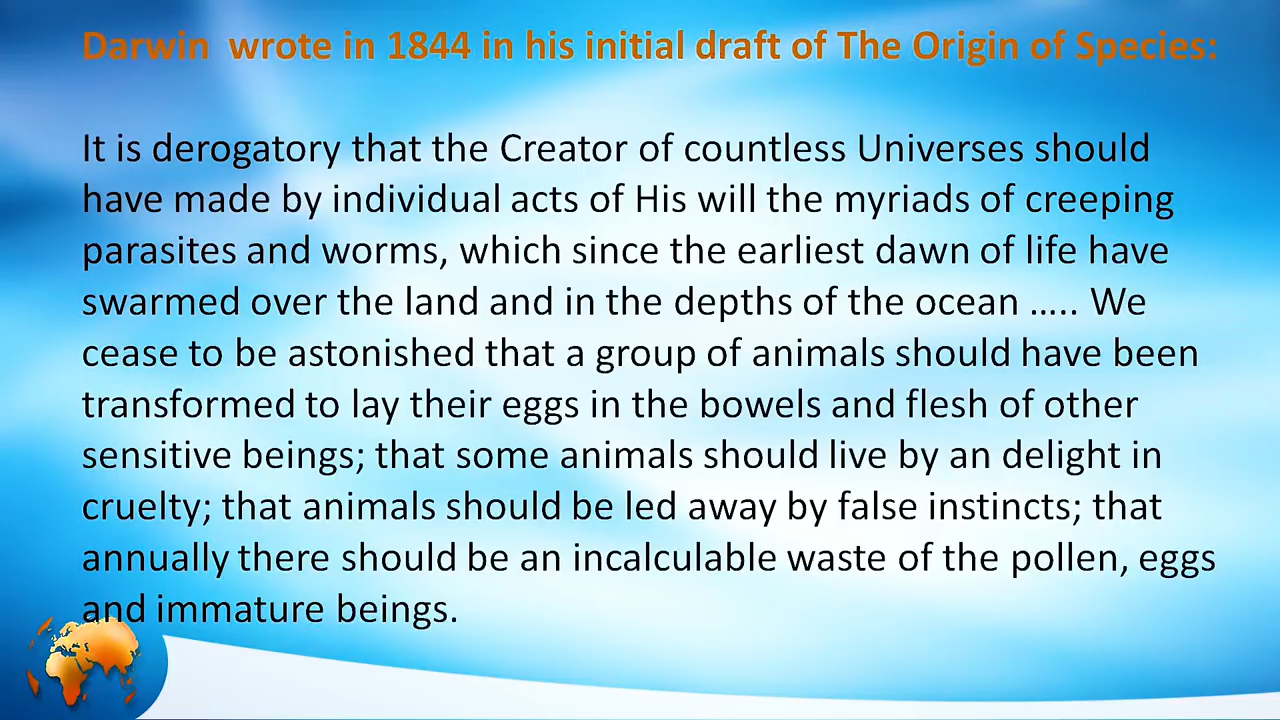 Darwin  wrote in 1844 in his initial draft of The Origin of Species:
It is derogatory that the Creator of countless Universes should
have made by individual acts of His will the myriads of creeping
parasites and worms, which since the earliest dawn of life have
swarmed over the land and in the depths of the ocean ..... We
cease to be astonished that a group of animals should have been
transformed to lay their eggs in the bowels and flesh of other
sensitive beings; that some animals should live by an delight in
cruelty; that animals should be led away by false instincts; that
annually there should be an incalculable waste of the pollen, eggs
and immature beings.